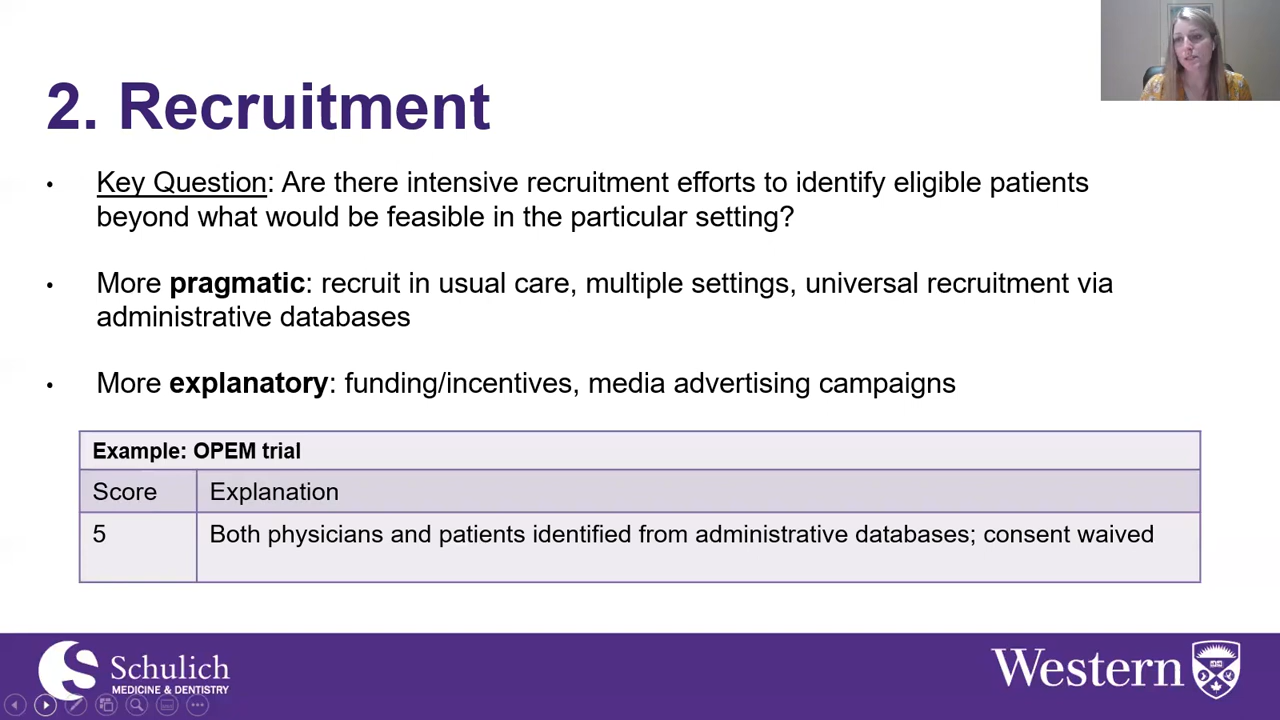 2. Recruitment
• Key Question: Are there intensive recruitment efforts to identify eligible patients
beyond what would be feasible in the particular setting?
• More pragmatic: recruit in usual care, multiple settings, universal recruitment via
administrative databases
• More explanatory: funding/incentives, media advertising campaigns
Example: OPEM trial
Score Explanation
5 Both physicians and patients identified from administrative databases; consent waived
Schulich
MEDICINE & DENTISTRY
Western